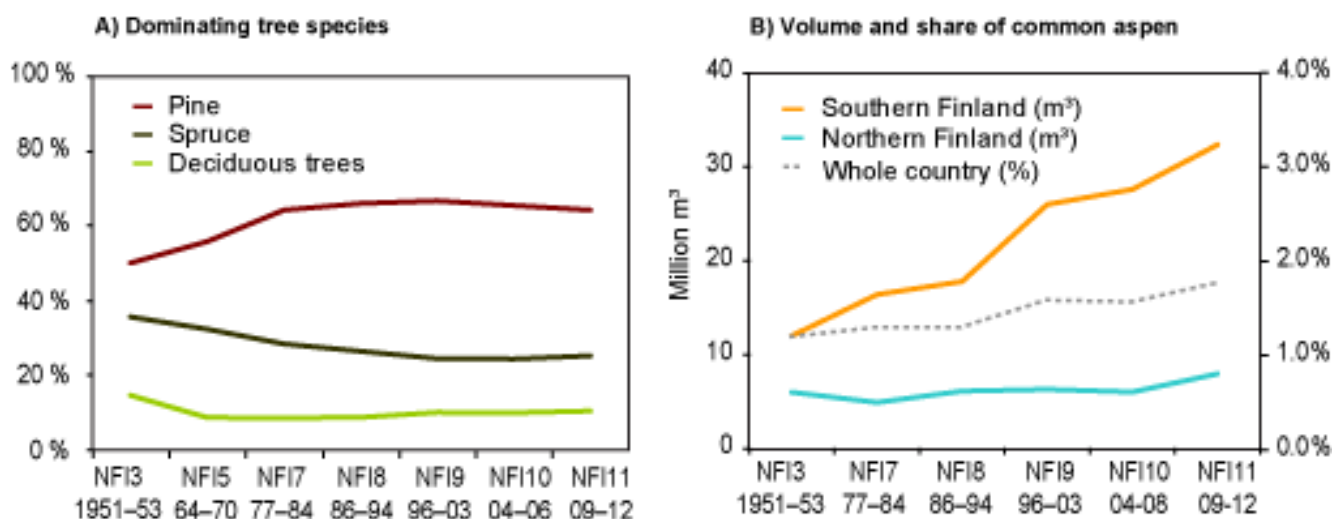 A) Dominating tree species
100 %
80 %
60 %
40 %
20 %
0 %
Pine
Spruce
Deciduous trees
NFI3 NFI5 NFI7 NFI8 NFI9 NFI10 NFI11
1951–53 64–70 77–84 86–94 96–03 04–06 09–12
B) Volume and share of common aspen
Million m³
40
30
20
10
0
Southern Finland (m³)
Northern Finland (m³)
Whole country (%)
4.0%
3.0%
2.0%
1.0%
0.0%
NFI3 NFI7 NFI8 NFI9 NFI10 NFI11
1951–53 77–84 86–94 96–03 04–08 09-12